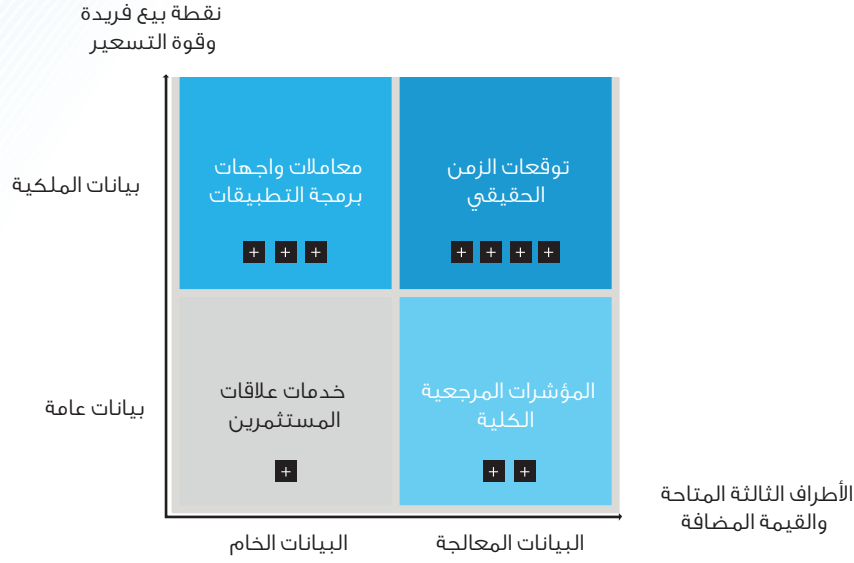 نقطة بيع فريدة
وقوة التسعير
بيانات الملكية
معاملات واجهات
برمجة التطبيقات
+ + +
توقعات الزمن
الحقيقي
+ + + +
بيانات عامة
خدمات علاقات
المستثمرين
+
المؤشرات المرجعية
الكلية
+ +
الأطراف الثالثة المتاحة
والقيمة المضافة
البيانات الخام
البيانات المعالجة